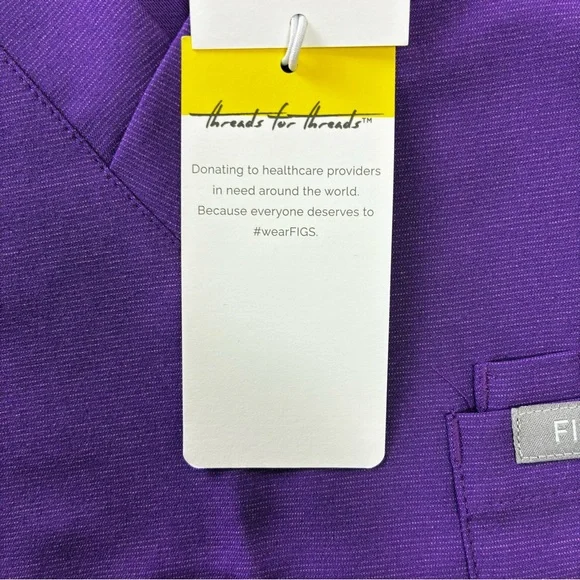 threads for threads™
Donating to healthcare providers
in need around the world.
Because everyone deserves to
#wearFIGS.
FI